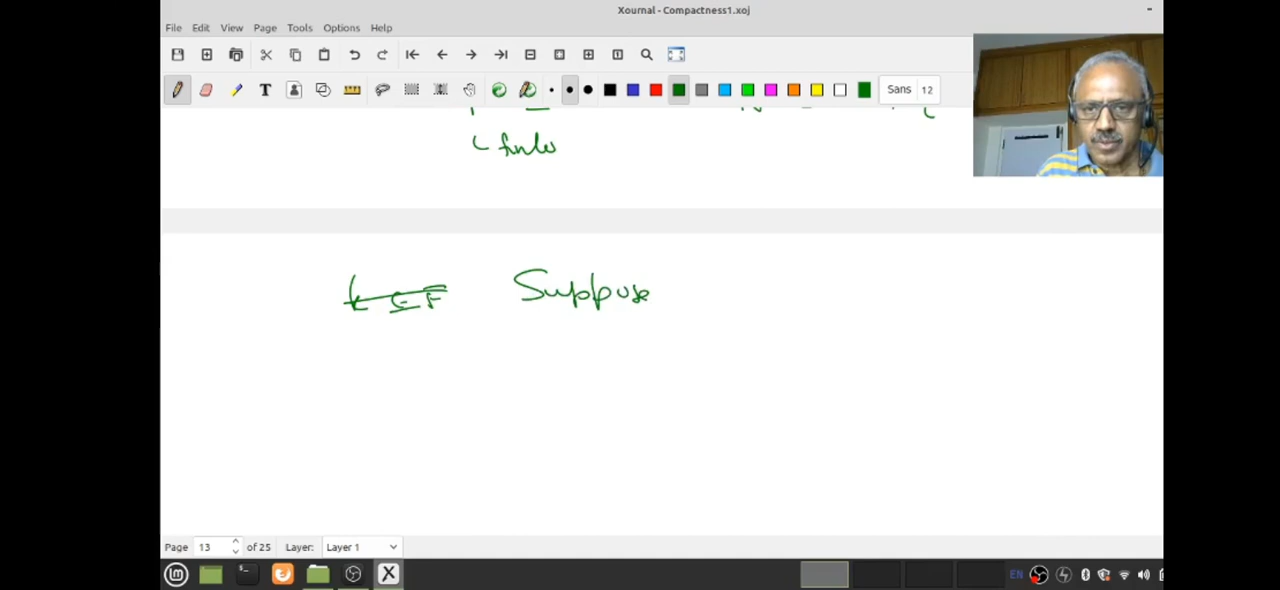 Xournal - Compactness1.xoj
File Edit View Page Tools Options Help
Sans 12
Suppose
Page 13 of 25 Layer: Layer 1
EN